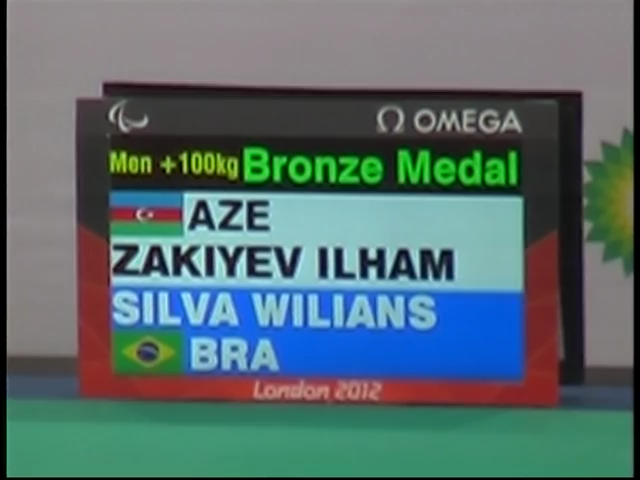 Ω OMEGA
Men +100kg Bronze Medal
AZE
ZAKIYEV ILHAM
SILVA WILIANS
BRA
London 2012